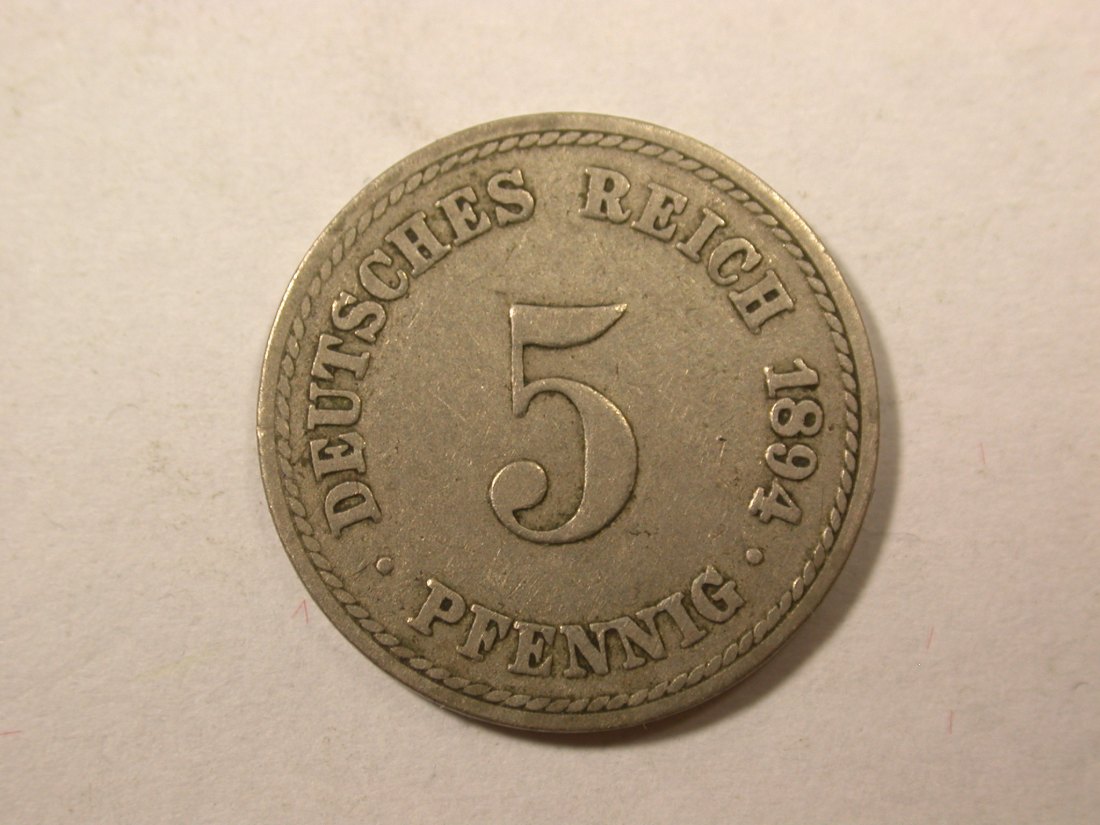 DEUTSCHES REICH 1894
5
· PFENNIG ·